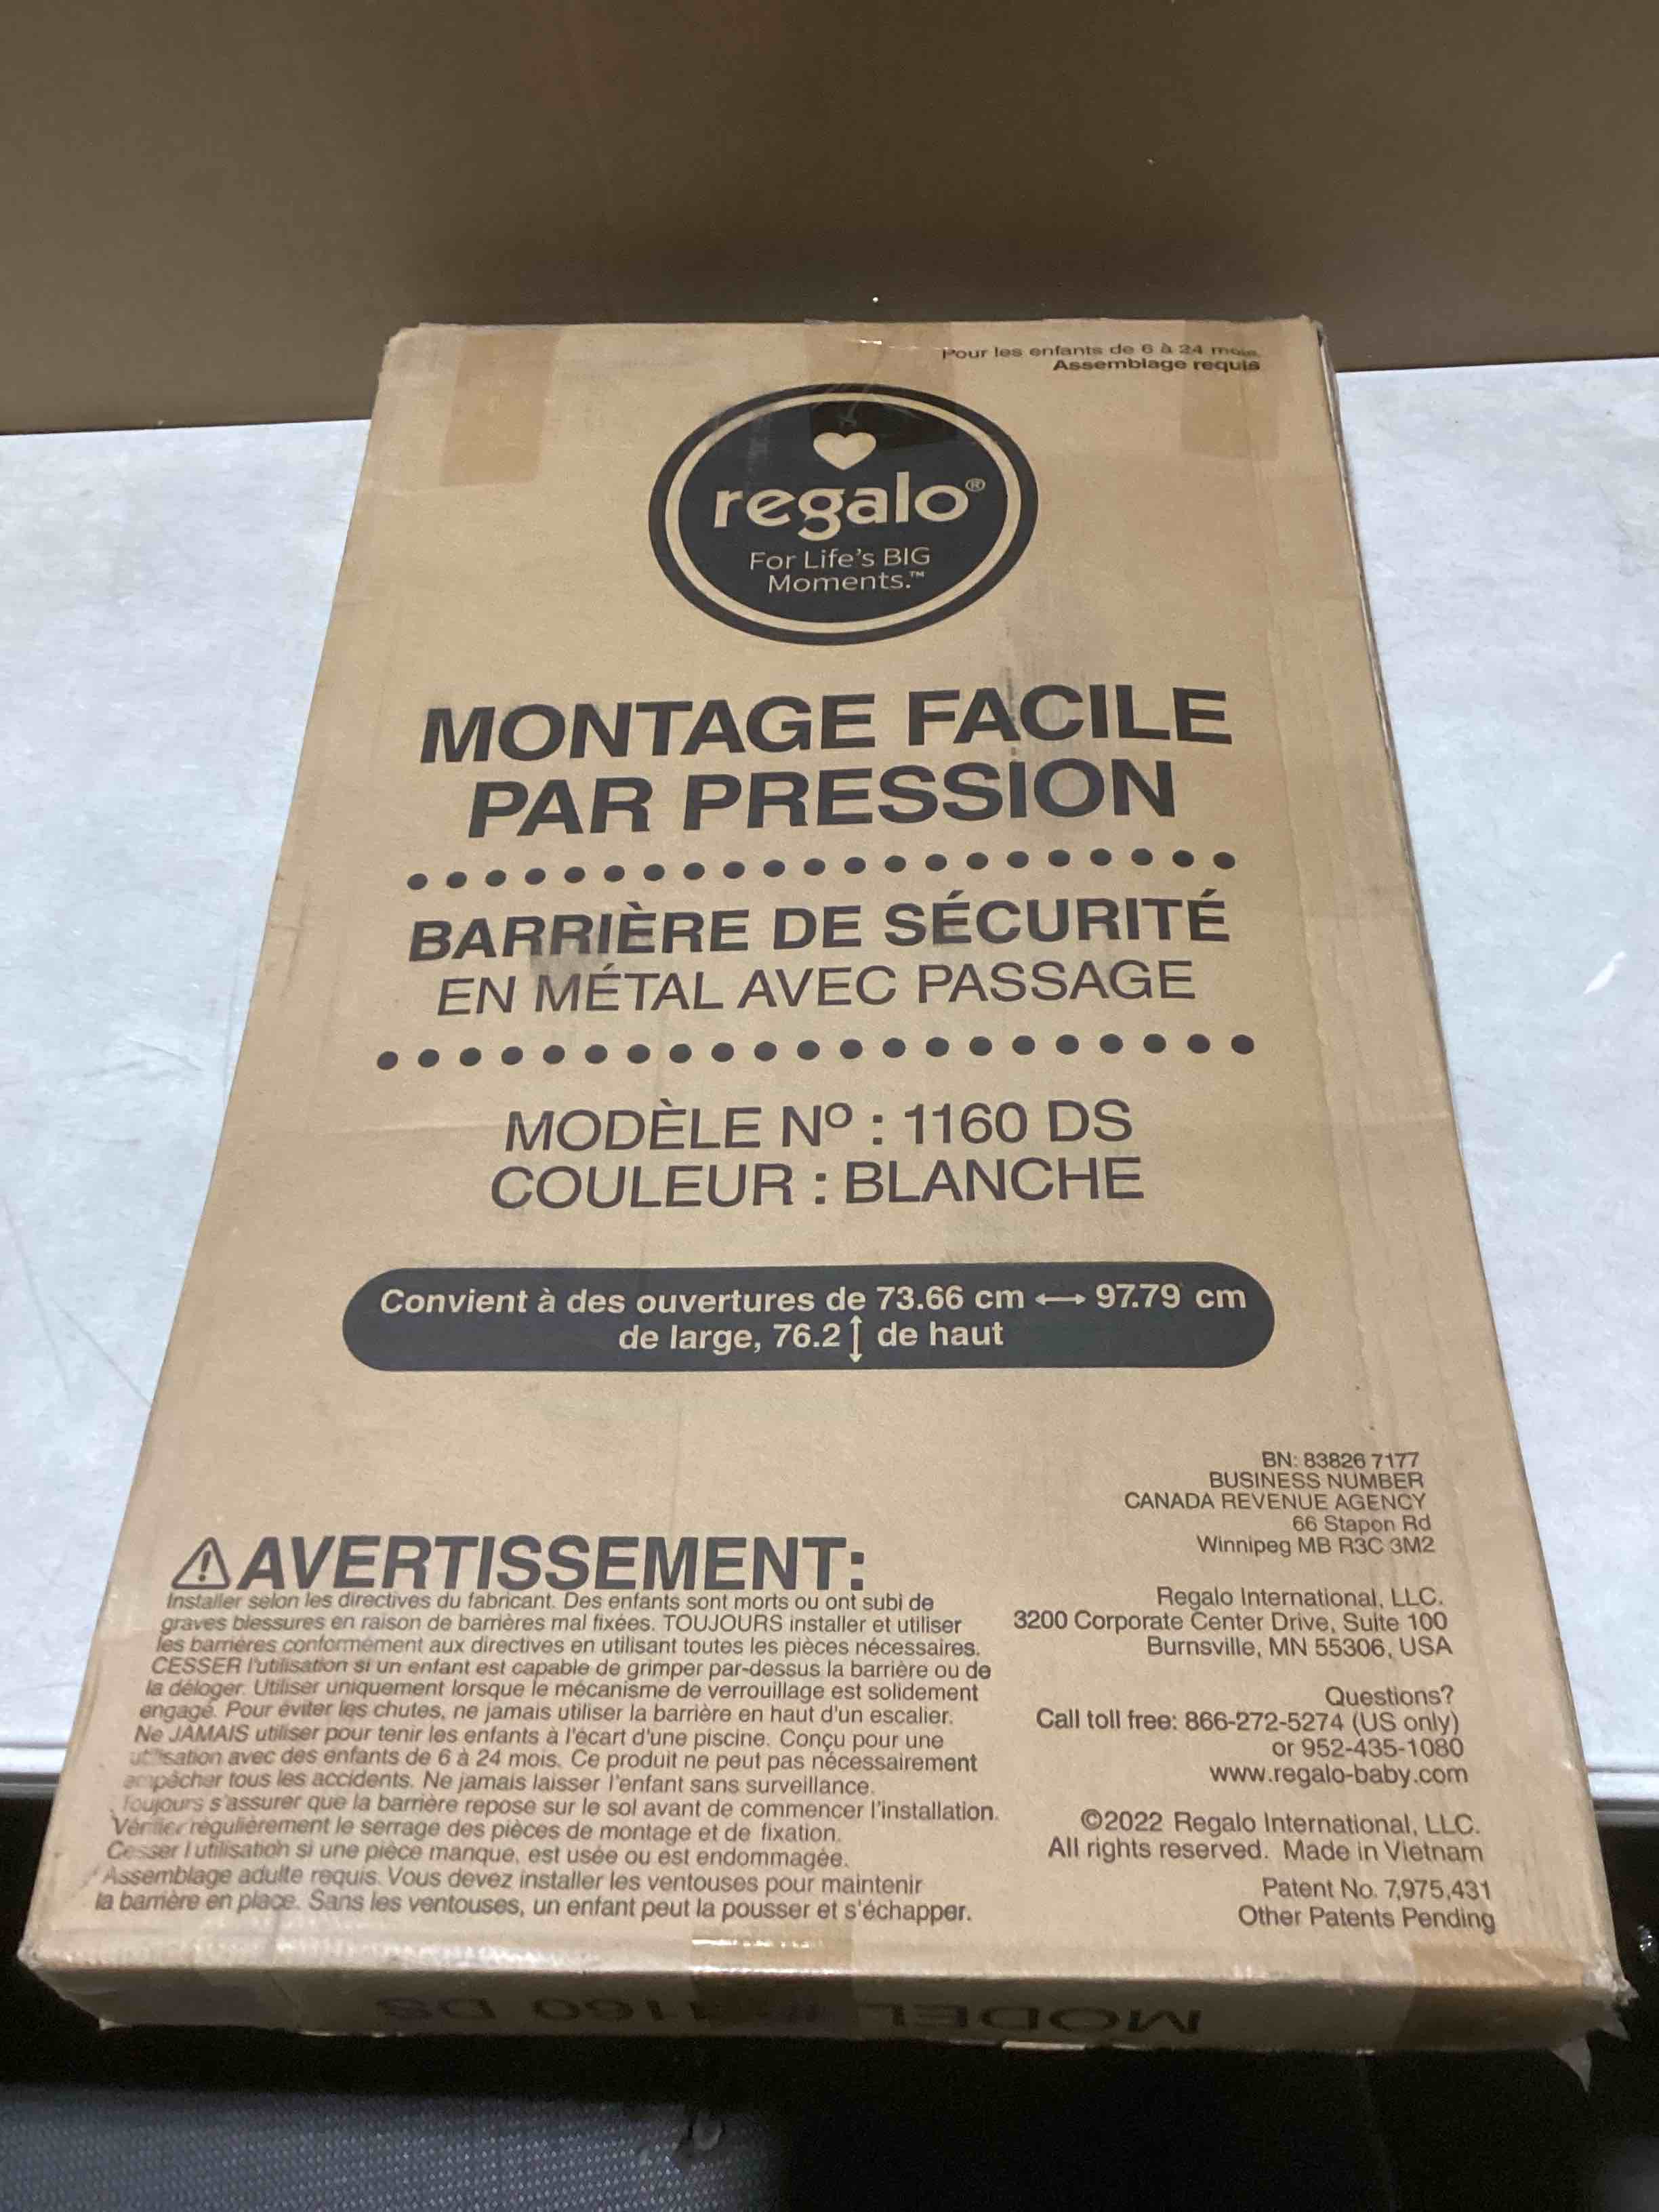 Pour les enfants de 6 à 24 mois.
Assemblage requis
regalo®
For Life's BIG
Moments.™
MONTAGE FACILE
PAR PRESSION
BARRIÈRE DE SÉCURITÉ
EN MÉTAL AVEC PASSAGE
MODÈLE Nº : 1160 DS
COULEUR : BLANCHE
Convient à des ouvertures de 73.66 cm ↔ 97.79 cm
de large, 76.2 ↕ de haut
BN: 83826 7177
BUSINESS NUMBER
CANADA REVENUE AGENCY
66 Stapon Rd
Winnipeg MB R3C 3M2
Regalo International, LLC.
3200 Corporate Center Drive, Suite 100
Burnsville, MN 55306, USA
Questions?
Call toll free: 866-272-5274 (US only)
or 952-435-1080
www.regalo-baby.com
©2022 Regalo International, LLC.
All rights reserved. Made in Vietnam
Patent No. 7,975,431
Other Patents Pending
⚠AVERTISSEMENT:
Installer selon les directives du fabricant. Des enfants sont morts ou ont subi de
graves blessures en raison de barrières mal fixées. TOUJOURS installer et utiliser
les barrières conformément aux directives en utilisant toutes les pièces nécessaires.
CESSER l'utilisation si un enfant est capable de grimper par-dessus la barrière ou de
la déloger. Utiliser uniquement lorsque le mécanisme de verrouillage est solidement
engagé. Pour éviter les chutes, ne jamais utiliser la barrière en haut d'un escalier.
Ne JAMAIS utiliser pour tenir les enfants à l'écart d'une piscine. Conçu pour une
utilisation avec des enfants de 6 à 24 mois. Ce produit ne peut pas nécessairement
empêcher tous les accidents. Ne jamais laisser l'enfant sans surveillance.
Toujours s'assurer que la barrière repose sur le sol avant de commencer l'installation.
Vérifier régulièrement le serrage des pièces de montage et de fixation.
Cesser l'utilisation si une pièce manque, est usée ou est endommagée.
Assemblage adulte requis. Vous devez installer les ventouses pour maintenir
la barrière en place. Sans les ventouses, un enfant peut la pousser et s'échapper.
MODEL # 1160 DS